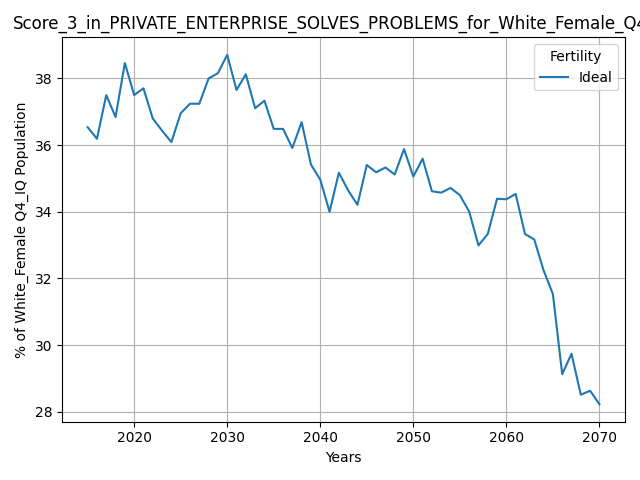 Score_3_in_PRIVATE_ENTERPRISE_SOLVES_PROBLEMS_for_White_Female_Q4
Fertility
Ideal
% of White_Female Q4_IQ Population
38
36
34
32
30
28
2020 2030 2040 2050 2060 2070
Years